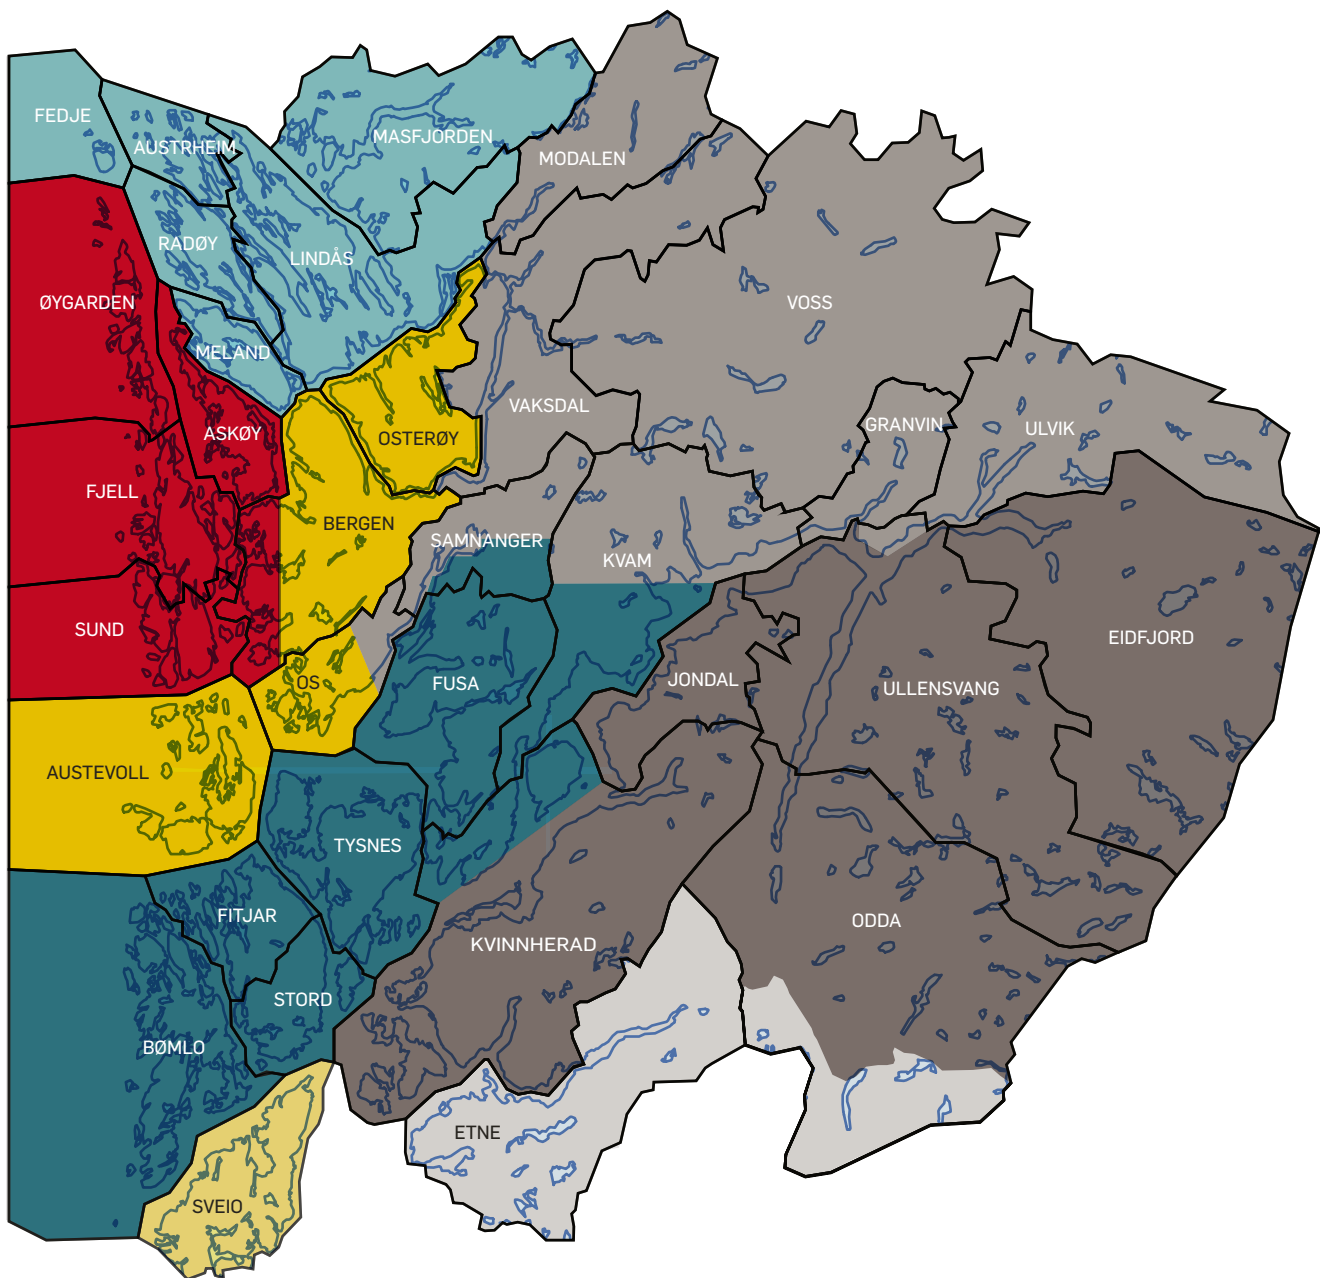 FEDJE
AUSTRHEIM
MASFJORDEN
MODALEN
RADØY
LINDÅS
ØYGARDEN
VOSS
MELAND
VAKSDAL
GRANVIN
ULVIK
ASKØY
OSTERØY
FJELL
BERGEN
SAMNANGER
KVAM
SUND
EIDFJORD
OS
FUSA
JONDAL
ULLENSVANG
AUSTEVOLL
TYSNES
FITJAR
ODDA
KVINNHERAD
STORD
BØMLO
ETNE
SVEIO